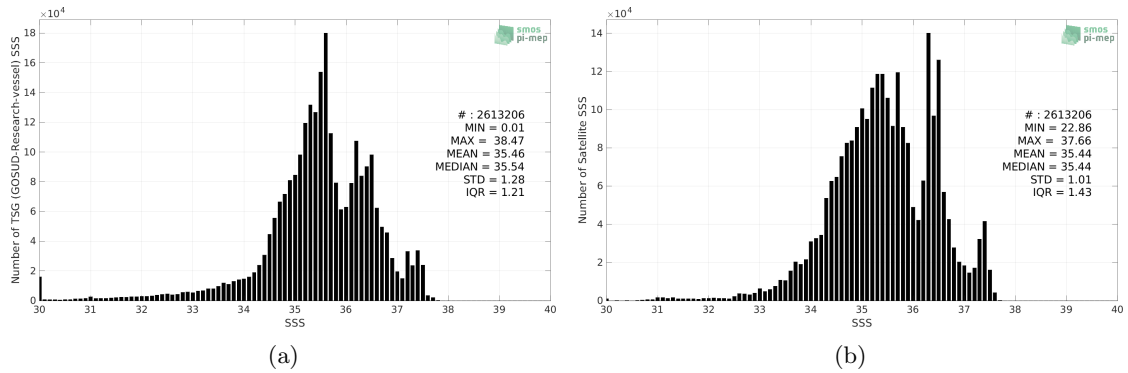 ×10⁴
18
16
14
12
10
8
6
4
2
0
Number of TSG (GOSUD-Research-vessel) SSS
30 31 32 33 34 35 36 37 38 39 40
SSS
smos
pi-mep
# : 2613206
MIN = 0.01
MAX = 38.47
MEAN = 35.46
MEDIAN = 35.54
STD = 1.28
IQR = 1.21
(a)
×10⁴
14
12
10
8
6
4
2
0
Number of Satellite SSS
30 31 32 33 34 35 36 37 38 39 40
SSS
smos
pi-mep
# : 2613206
MIN = 22.86
MAX = 37.66
MEAN = 35.44
MEDIAN = 35.44
STD = 1.01
IQR = 1.43
(b)